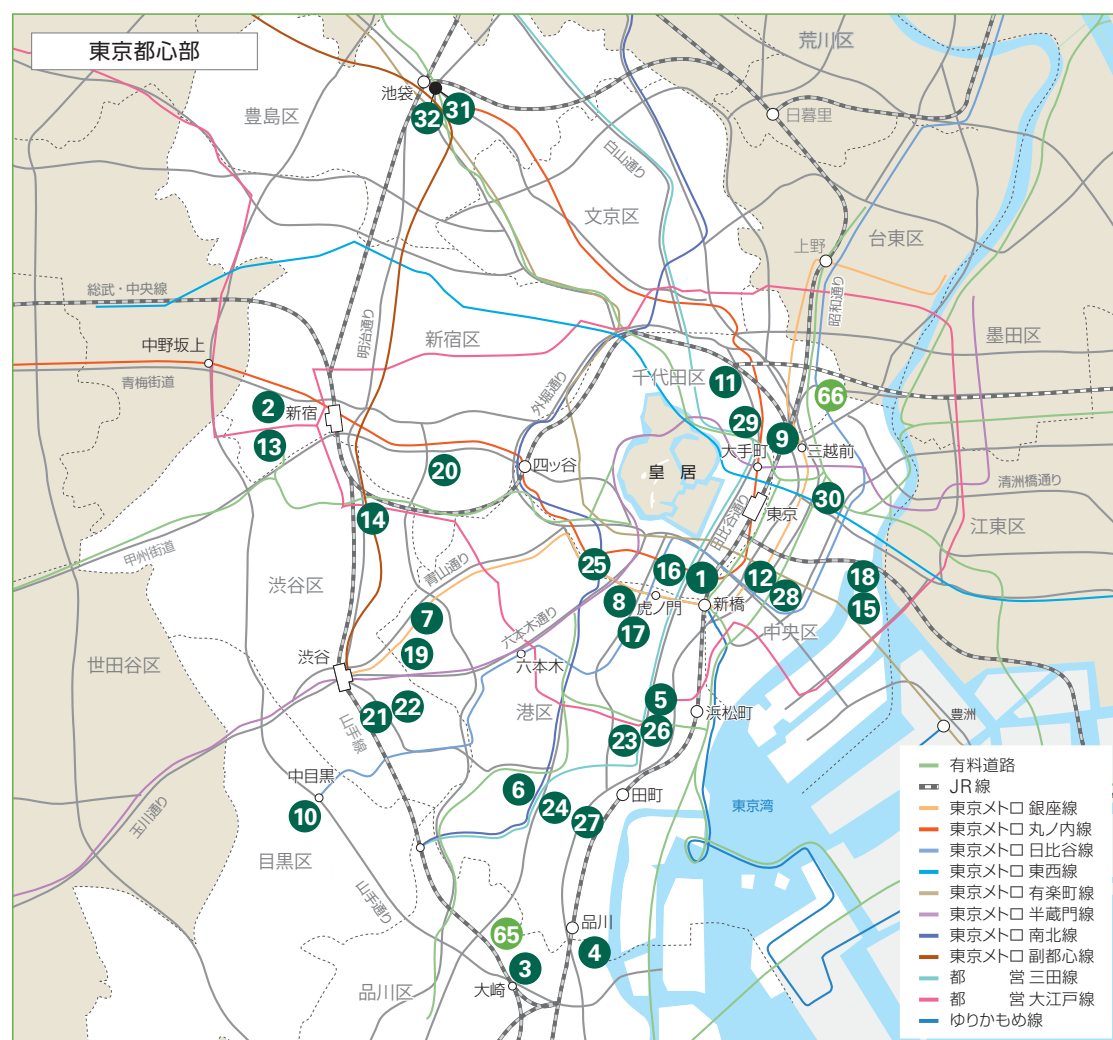 東京都心部
荒川区
池袋
31
32
豊島区
日暮里
白山通り
文京区
台東区
上野
昭和通り
総武・中央線
明治通り
新宿区
墨田区
中野坂上
青梅街道
外堀通り
千代田区
11
66
2
新宿
29
13
9
三越前
大手町
20
四ッ谷
皇居
清洲橋通り
30
東京
日比谷通り
14
江東区
甲州街道
青山通り
25
16
1
12
18
渋谷区
8
虎ノ門
新橋
28
15
7
17
中央区
六本木通り
19
六本木
世田谷区
渋谷
5
22
21
港区
浜松町
26
23
豊洲
山手線
中目黒
6
田町
24
東京湾
10
27
玉川通り
目黒区
山手通り
65
品川
4
3
大崎
品川区
有料道路
JR線
東京メトロ 銀座線
東京メトロ 丸ノ内線
東京メトロ 日比谷線
東京メトロ 東西線
東京メトロ 有楽町線
東京メトロ 半蔵門線
東京メトロ 南北線
東京メトロ 副都心線
都 営 三田線
都 営 大江戸線
ゆりかもめ線